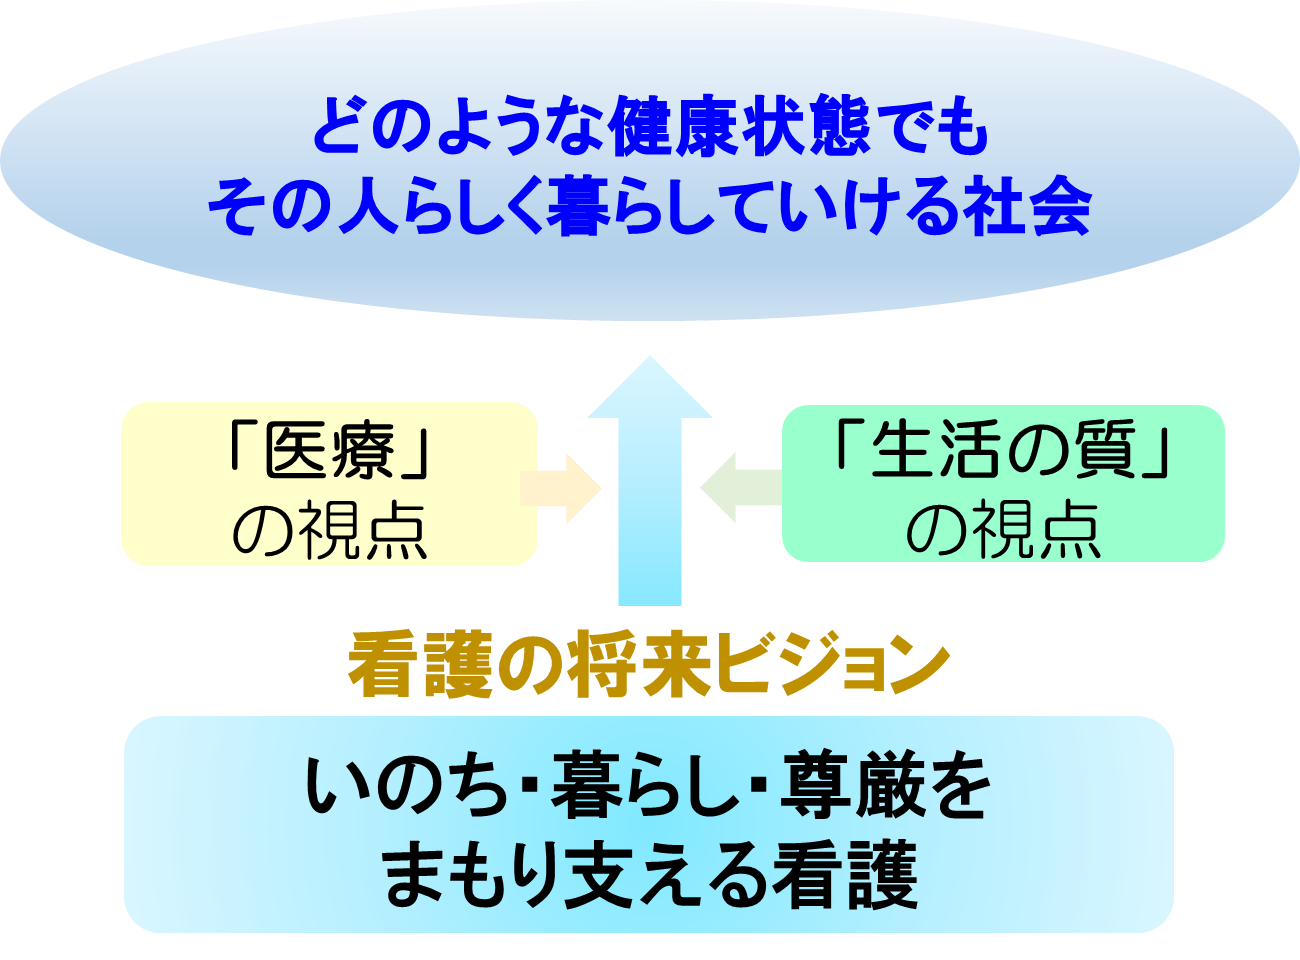 どのような健康状態でも
その人らしく暮らしていける社会
「医療」
の視点
「生活の質」
の視点
看護の将来ビジョン
いのち・暮らし・尊厳を
まもり支える看護